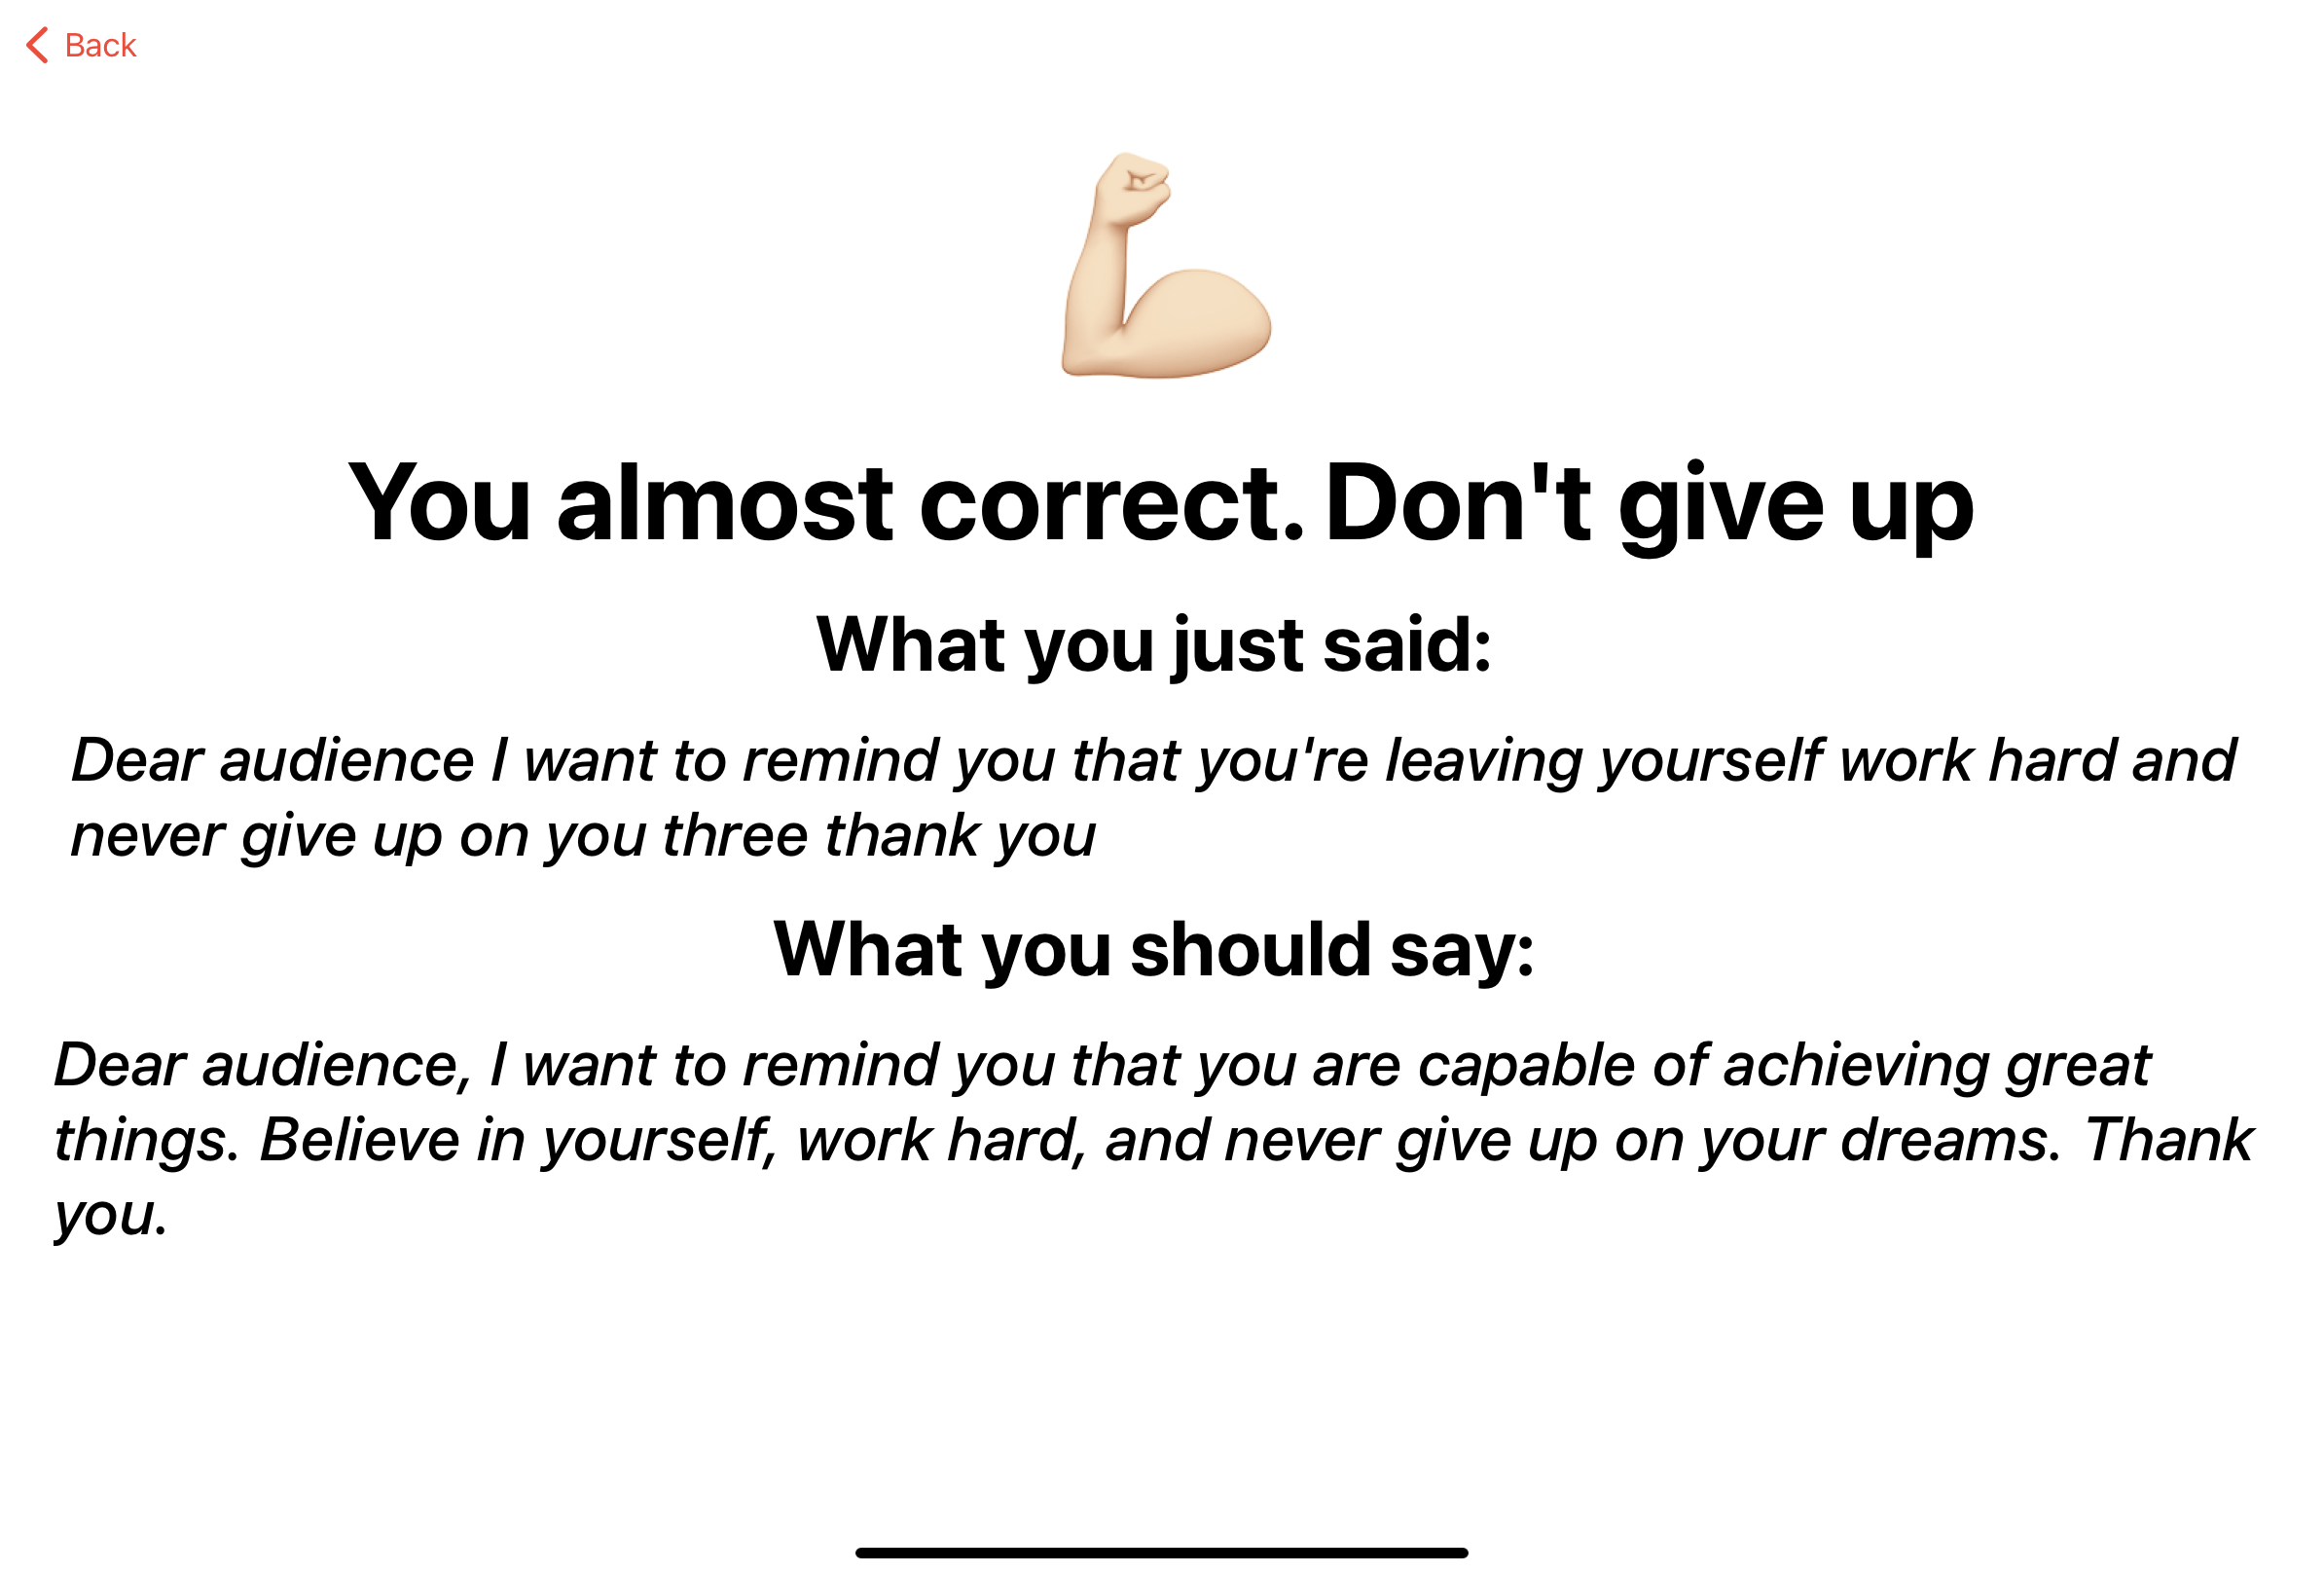 Back
You almost correct. Don't give up
What you just said:
Dear audience I want to remind you that you're leaving yourself work hard and
never give up on you three thank you
What you should say:
Dear audience, I want to remind you that you are capable of achieving great
things. Believe in yourself, work hard, and never give up on your dreams. Thank
you.